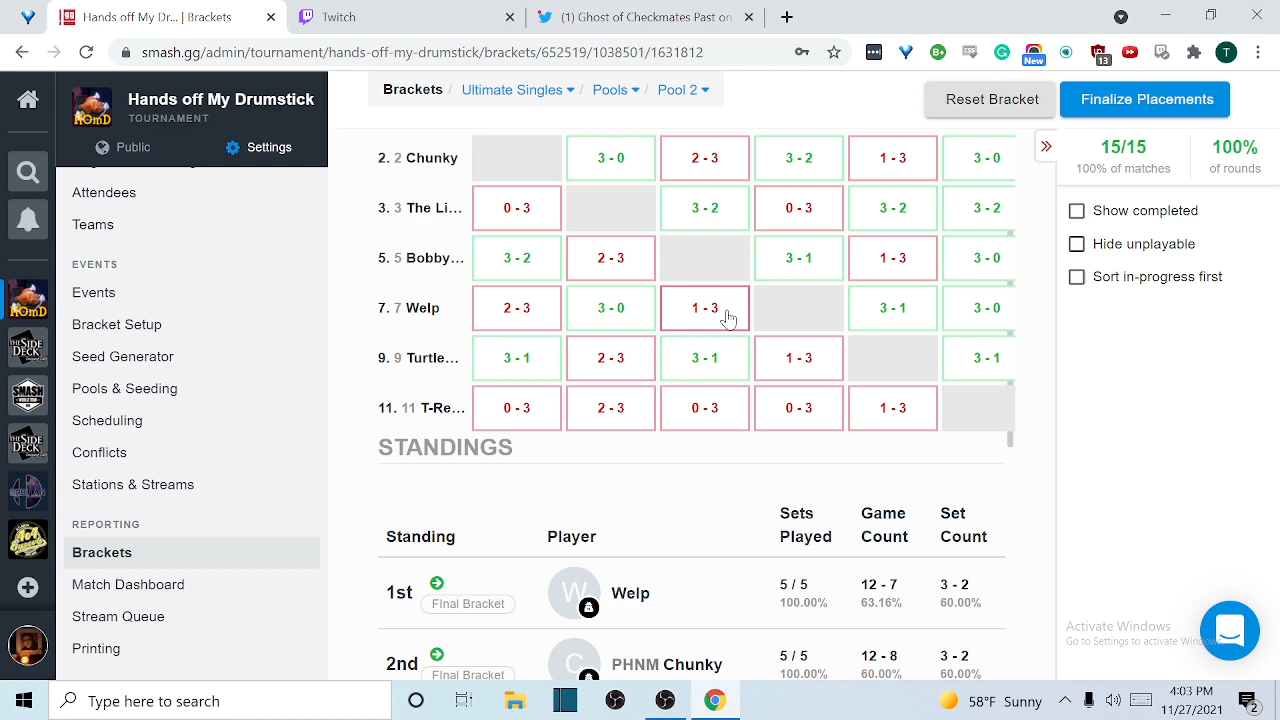 Hands off My Dr... | Brackets
Twitch
(1) Ghost of Checkmates Past on
smash.gg/admin/tournament/hands-off-my-drumstick/brackets/652519/1038501/1631812
New
13
T
HOMD
Hands off My Drumstick
TOURNAMENT
Public
Settings
Brackets / Ultimate Singles / Pools / Pool 2
Reset Bracket
Finalize Placements
Attendees
Teams
EVENTS
Events
Bracket Setup
Seed Generator
Pools & Seeding
Scheduling
Conflicts
Stations & Streams
REPORTING
Brackets
Match Dashboard
Stream Queue
Printing
2. 2 Chunky 3 - 0 2 - 3 3 - 2 1 - 3 3 - 0
3. 3 The Li... 0 - 3 3 - 2 0 - 3 3 - 2 3 - 2
5. 5 Bobby... 3 - 2 2 - 3 3 - 1 1 - 3 3 - 0
7. 7 Welp 2 - 3 3 - 0 1 - 3 3 - 1 3 - 0
9. 9 Turtle... 3 - 1 2 - 3 3 - 1 1 - 3 3 - 1
11. 11 T-Re... 0 - 3 2 - 3 0 - 3 0 - 3 1 - 3
STANDINGS
Standing Player Sets Played Game Count Set Count
1st FInal Bracket W Welp 5 / 5 12 - 7 3 - 2
100.00% 63.16% 60.00%
2nd FInal Bracket C PHNM Chunky 5 / 5 12 - 8 3 - 2
100.00% 60.00% 60.00%
15/15
100% of matches
100%
of rounds
Show completed
Hide unplayable
Sort in-progress first
Activate Windows
Go to Settings to activate Windows.
Type here to search
58°F Sunny
4:03 PM
11/27/2021
2